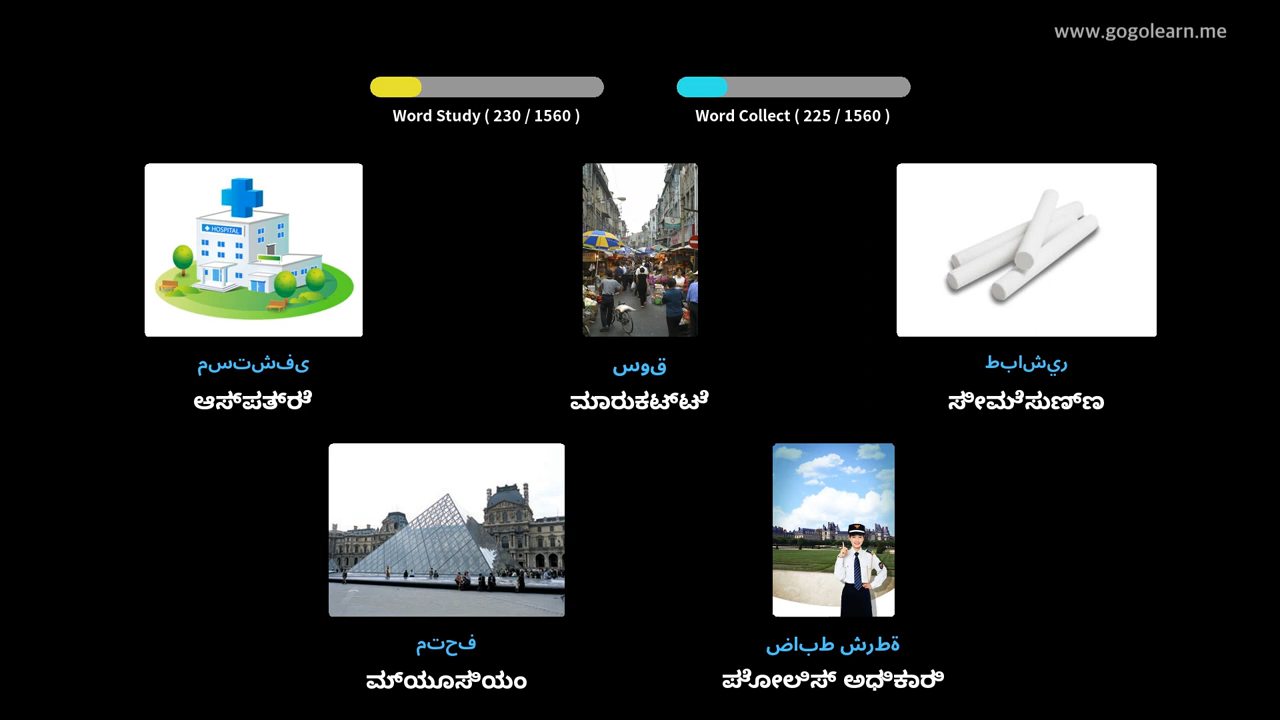 www.gogolearn.me
Word Study ( 230 / 1560 )
Word Collect ( 225 / 1560 )
HOSPITAL
مستشفى
ಆಸ್ಪತ್ರೆ
سوق
ಮಾರುಕಟ್ಟೆ
طباشير
ಸೀಮೆಸುಣ್ಣ
متحف
ಮ್ಯೂಸಿಯಂ
ضابط شرطة
ಪೋಲಿಸ್ ಅಧಿಕಾರಿ